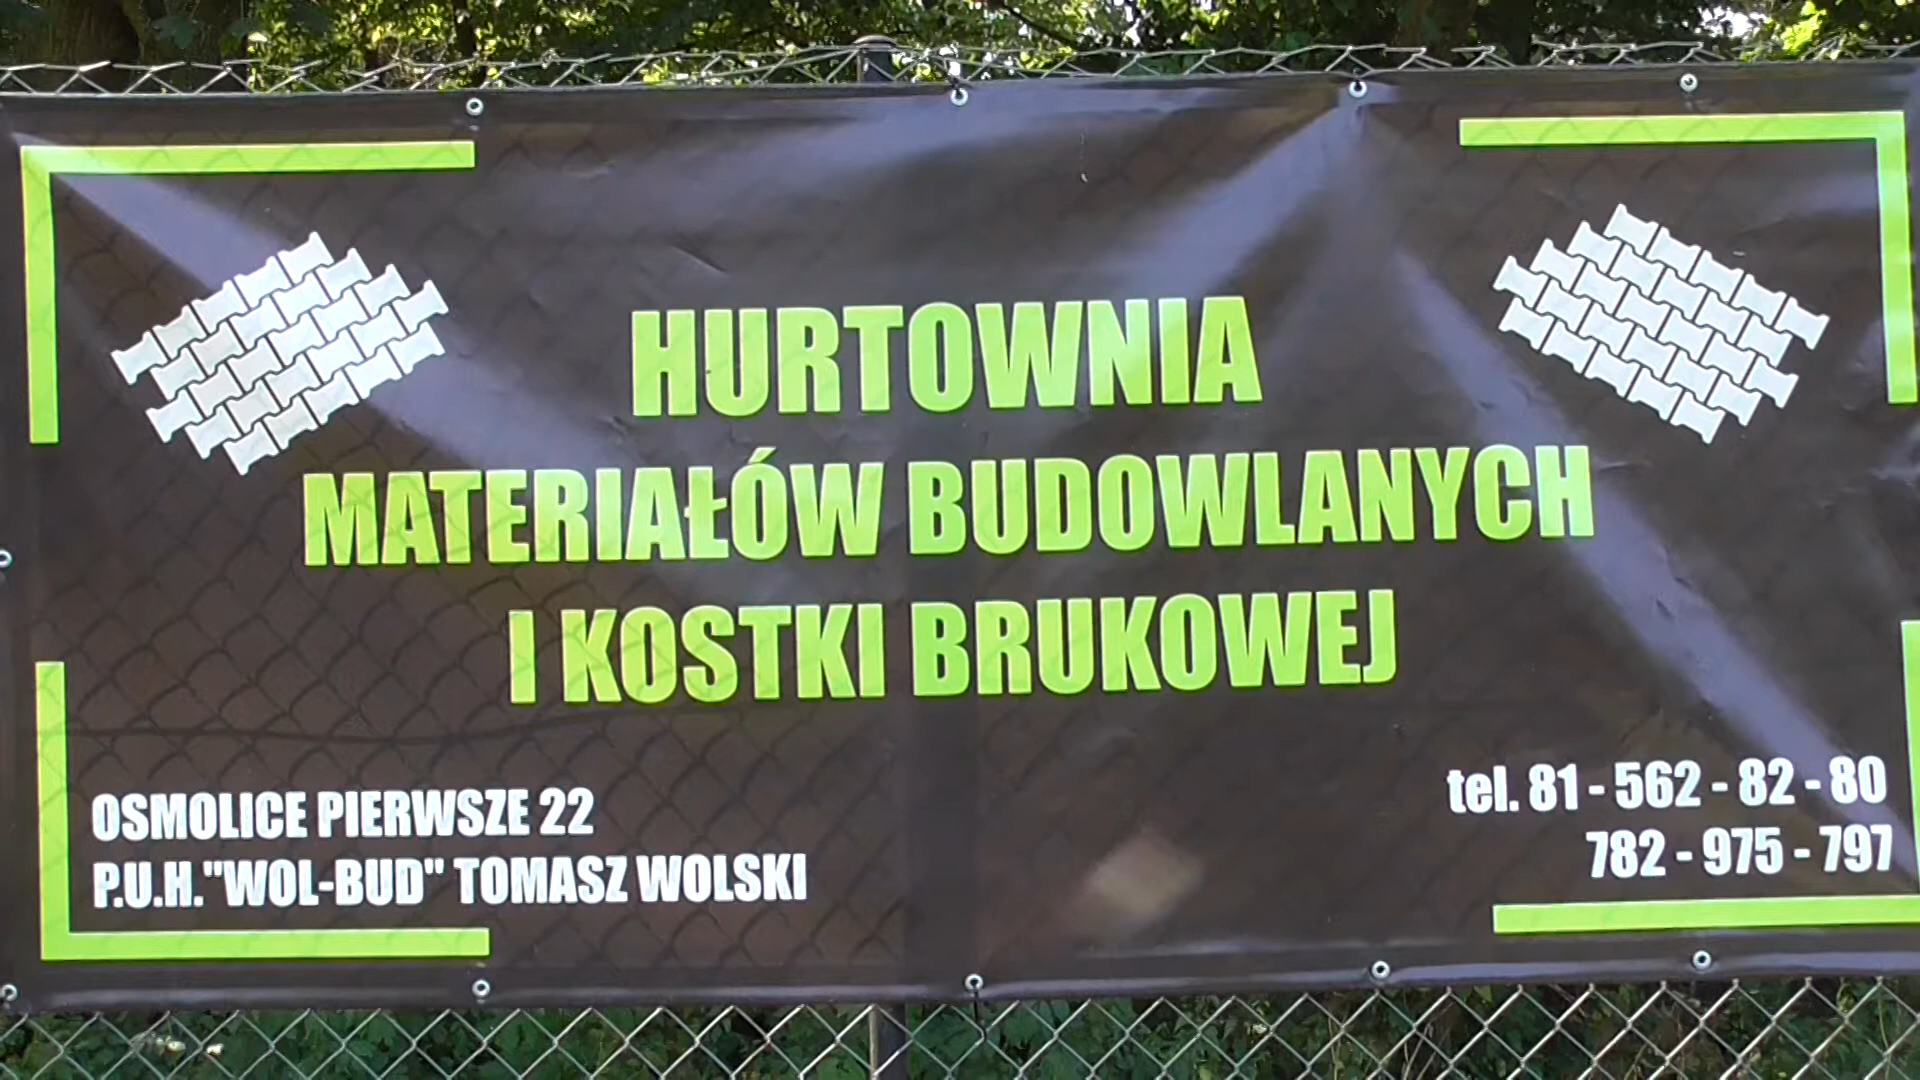 HURTOWNIA
MATERIAŁÓW BUDOWLANYCH
I KOSTKI BRUKOWEJ
OSMOLICE PIERWSZE 22
P.U.H."WOL-BUD" TOMASZ WOLSKI
tel. 81 - 562 - 82 - 80
782 - 975 - 797